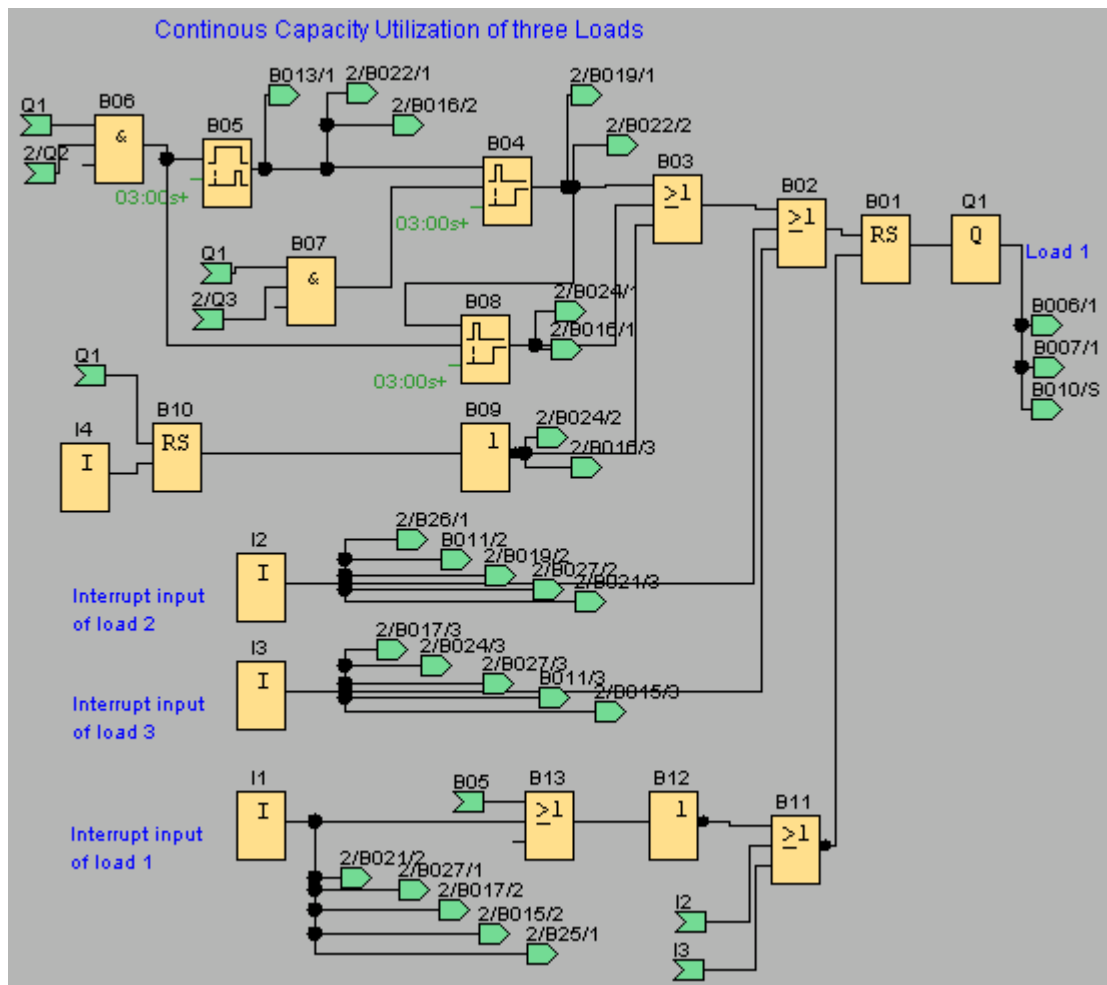 Continous Capacity Utilization of three Loads
B013/1
2/B022/1
2/B019/1
Q1
B06
2/B016/2
&
B05
2/B022/2
B04
2/Q2
B03
03:00s+
B02
≥1
B01
Q1
03:00s+
≥1
RS
Q
B07
Q1
Load 1
&
2/Q3
B08
2/B024/1
B006/1
2/B016/1
B007/1
Q1
03:00s+
B010/S
B10
B09
I4
RS
1
2/B024/2
I
2/B016/3
2/B26/1
I2
B011/2
I
2/B019/2
2/B027/2
2/B021/3
Interrupt input
of load 2
2/B017/3
I3
2/B024/3
I
2/B027/3
B011/3
2/B015/3
Interrupt input
of load 3
I1
B05
B13
B12
I
≥1
1
B11
Interrupt input
of load 1
≥1
2/B021/2
2/B027/1
2/B017/2
2/B015/2
I2
2/B25/1
I3